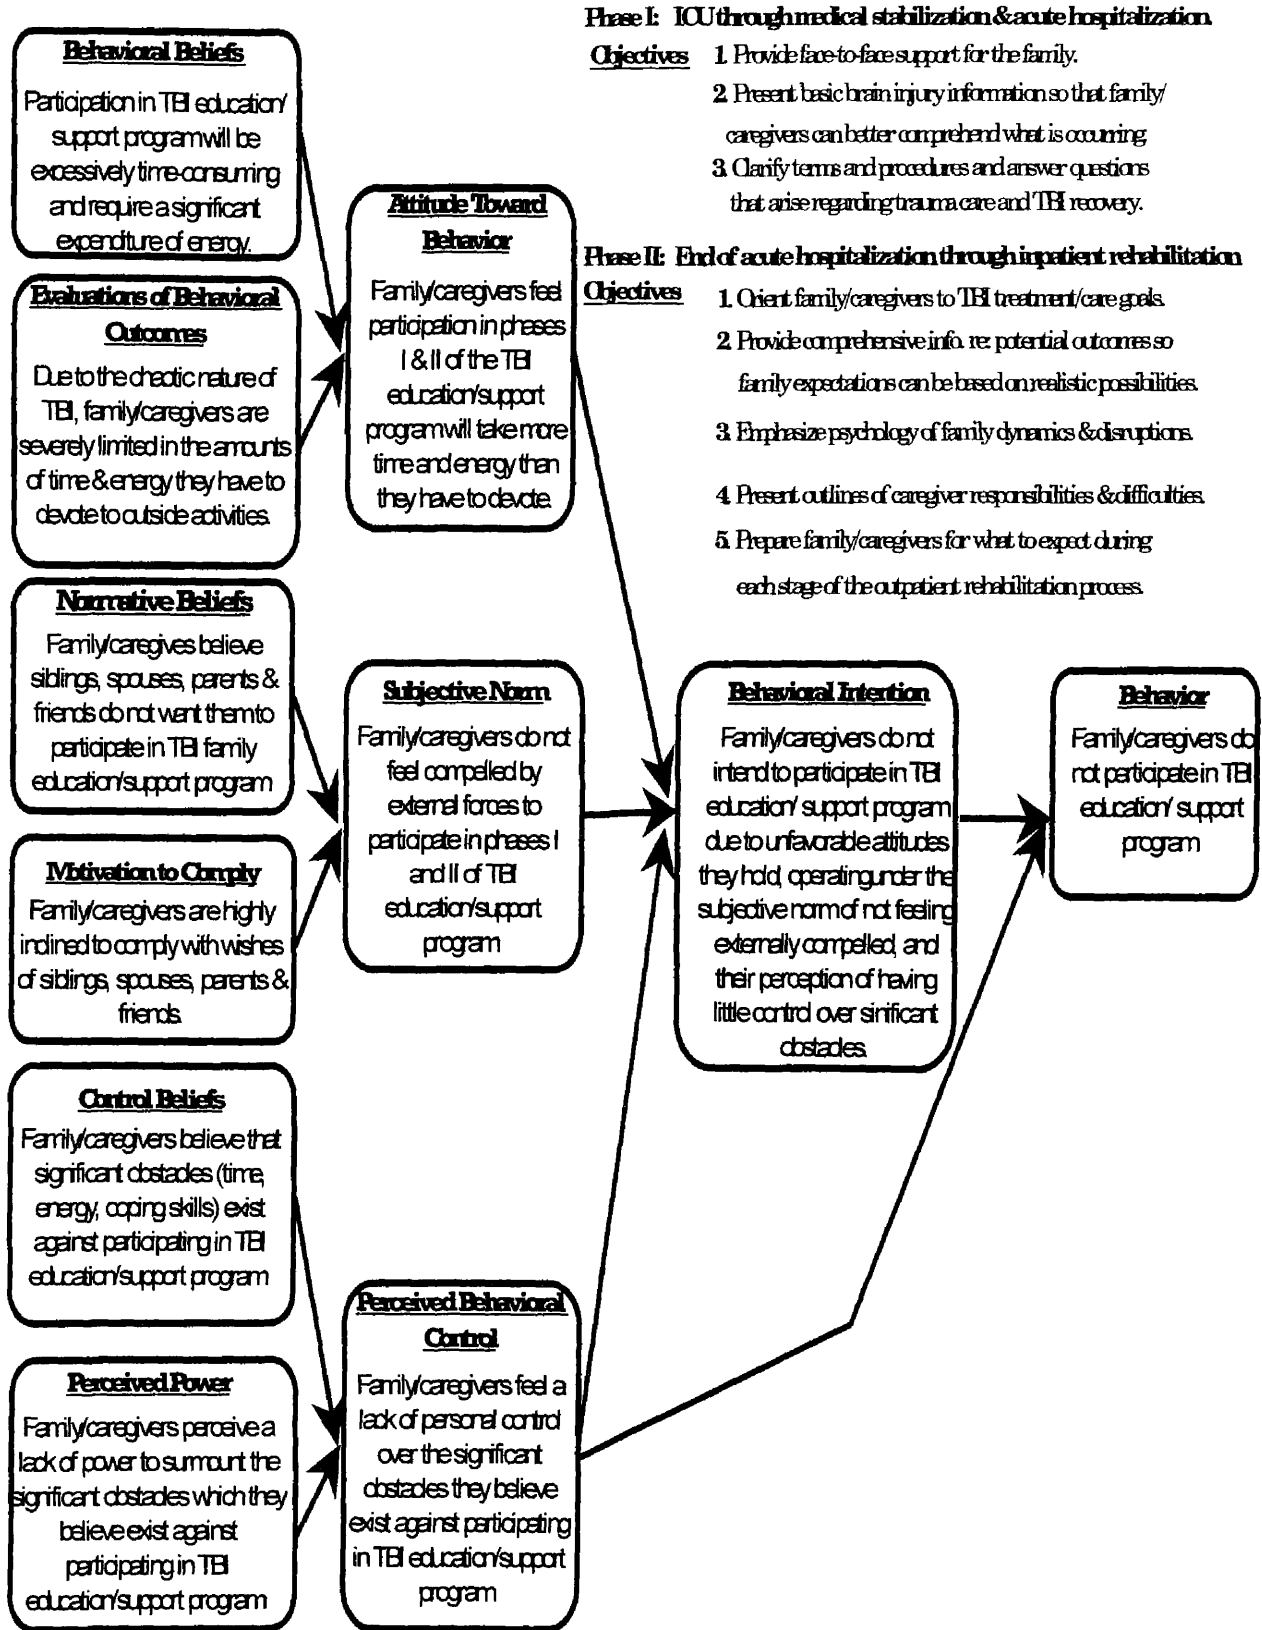 Phase I: ICU through medical stabilization & acute hospitalization.
Objectives 1. Provide face-to-face support for the family.
2. Present basic brain injury information so that family/
caregivers can better comprehend what is occurring.
3. Clarify terms and procedures and answer questions
that arise regarding trauma care and TBI recovery.
Phase II: End of acute hospitalization through inpatient rehabilitation
Objectives 1. Orient family/caregivers to TBI treatment/care goals.
2. Provide comprehensive info. re: potential outcomes so
family expectations can be based on realistic possibilities.
3. Emphasize psychology of family dynamics & disruptions.
4. Present outlines of caregiver responsibilities & difficulties.
5. Prepare family/caregivers for what to expect during
each stage of the outpatient rehabilitation process.
Behavioral Beliefs
Participation in TBI education/
support program will be
excessively time-consuming
and require a significant
expenditure of energy.
Evaluations of Behavioral
Outcomes
Due to the chaotic nature of
TBI, family/caregivers are
severely limited in the amounts
of time & energy they have to
devote to outside activities.
Attitude Toward
Behavior
Family/caregivers feel
participation in phases
I & II of the TBI
education/support
program will take more
time and energy than
they have to devote.
Normative Beliefs
Family/caregives believe
siblings, spouses, parents &
friends do not want them to
participate in TBI family
education/support program
Motivation to Comply
Family/caregivers are highly
inclined to comply with wishes
of siblings, spouses, parents &
friends.
Subjective Norm
Family/caregivers do not
feel compelled by
external forces to
participate in phases I
and II of TBI
education/support
program
Control Beliefs
Family/caregivers believe that
significant obstacles (time,
energy, coping skills) exist
against participating in TBI
education/support program
Perceived Power
Family/caregivers perceive a
lack of power to surmount the
significant obstacles which they
believe exist against
participating in TBI
education/support program
Perceived Behavioral
Control
Family/caregivers feel a
lack of personal control
over the significant
obstacles they believe
exist against participating
in TBI education/support
program
Behavioral Intention
Family/caregivers do not
intend to participate in TBI
education/ support program
due to unfavorable attitudes
they hold, operating under the
subjective norm of not feeling
externally compelled, and
their perception of having
little control over sinificant
obstacles.
Behavior
Family/caregivers do
not participate in TBI
education/ support
program